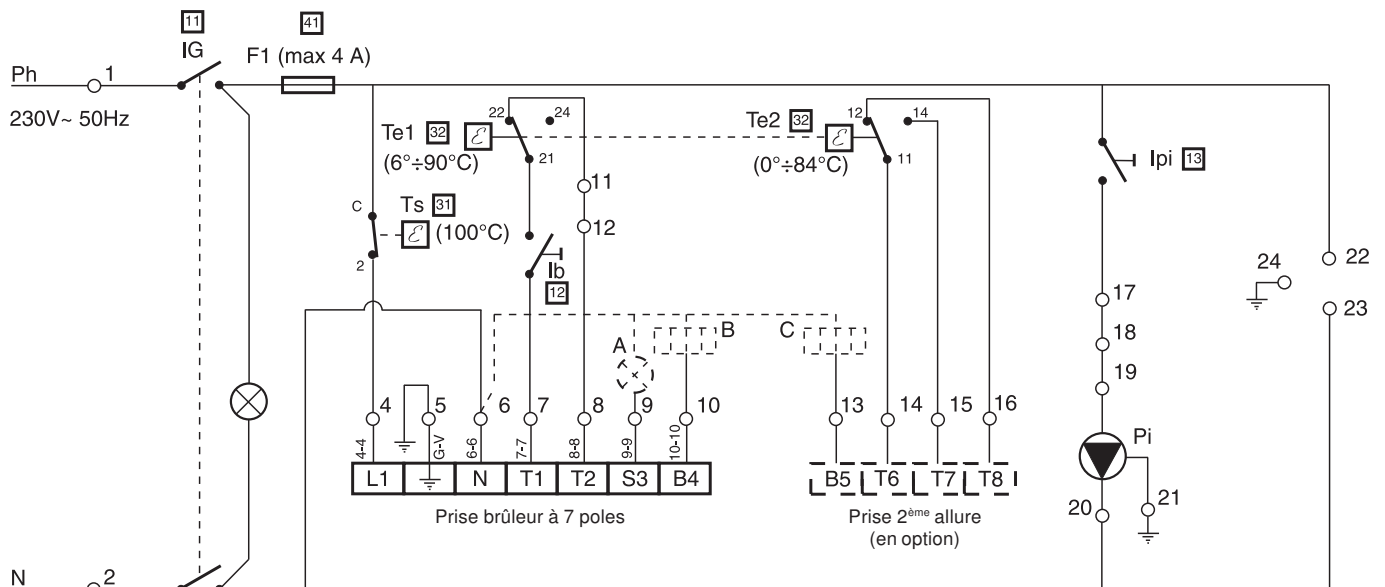 11
41
IG
F1 (max 4 A)
Ph
1
230V~ 50Hz
22
24
Te1 32
ℰ
(6°÷90°C)
21
Te2 32
ℰ
(0°÷84°C)
12
14
11
Ipi 13
11
12
C
Ts 31
ℰ (100°C)
2
Ib
12
22
24
23
17
18
19
A
B
C
4
5
6
7
8
9
10
13
14
15
16
4-4
G-V
6-6
7-7
8-8
9-9
10-10
Pi
L1
N
T1
T2
S3
B4
B5
T6
T7
T8
20
21
Prise brûleur à 7 poles
Prise 2ème allure
(en option)
N
2